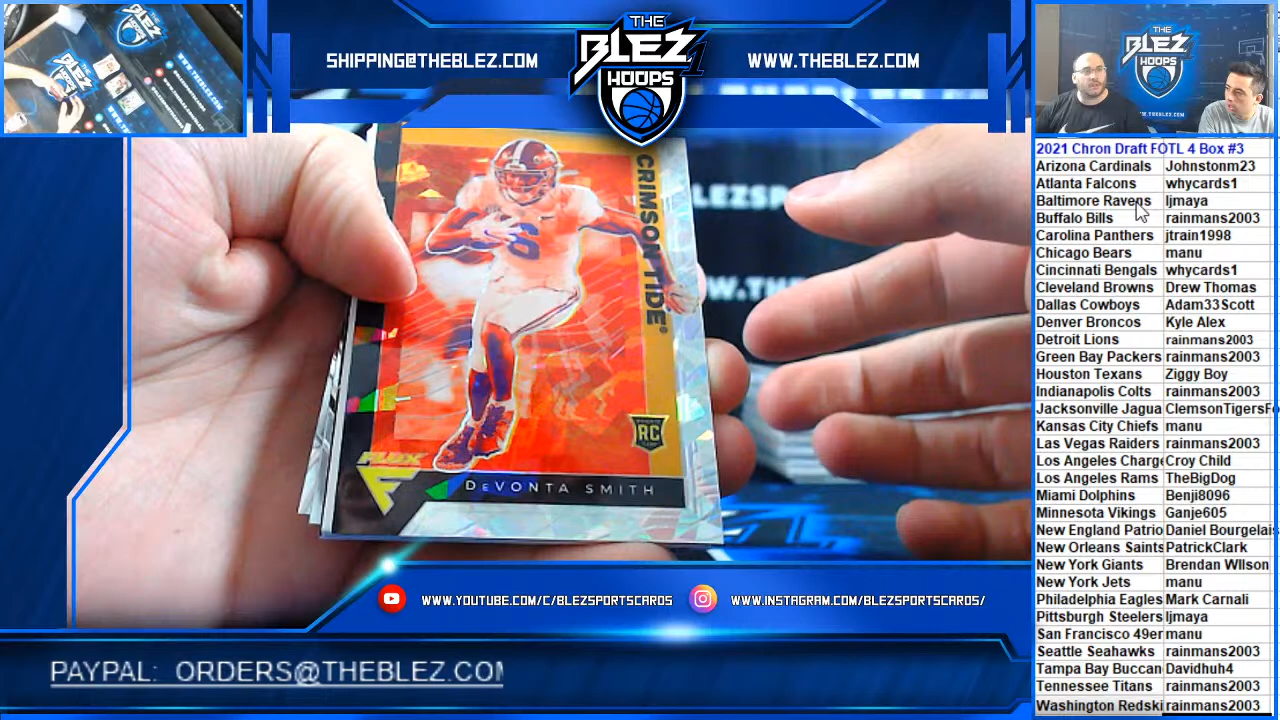 SHIPPING@THEBLEZ.COM
THE
BLEZ
HOOPS
WWW.THEBLEZ.COM
THE
BLEZ
HOOPS
CRIMSON TIDE®
6
RC
FLUX
DEVONTA SMITH
WWW.YOUTUBE.COM/C/BLEZSPORTSCARDS
WWW.INSTAGRAM.COM/BLEZSPORTSCARDS/
PAYPAL: ORDERS@THEBLEZ.COM
2021 Chron Draft FOTL 4 Box #3
Arizona Cardinals Johnstonm23
Atlanta Falcons whycards1
Baltimore Ravens ljmaya
Buffalo Bills rainmans2003
Carolina Panthers jtrain1998
Chicago Bears manu
Cincinnati Bengals whycards1
Cleveland Browns Drew Thomas
Dallas Cowboys Adam33Scott
Denver Broncos Kyle Alex
Detroit Lions rainmans2003
Green Bay Packers rainmans2003
Houston Texans Ziggy Boy
Indianapolis Colts rainmans2003
Jacksonville Jagua ClemsonTigersF
Kansas City Chiefs manu
Las Vegas Raiders rainmans2003
Los Angeles Charge Croy Child
Los Angeles Rams TheBigDog
Miami Dolphins Benji8096
Minnesota Vikings Ganje605
New England Patrio Daniel Bourgelais
New Orleans Saints PatrickClark
New York Giants Brendan WIlson
New York Jets manu
Philadelphia Eagles Mark Carnali
Pittsburgh Steelers ljmaya
San Francisco 49er manu
Seattle Seahawks rainmans2003
Tampa Bay Buccan Davidhuh4
Tennessee Titans rainmans2003
Washington Redski rainmans2003